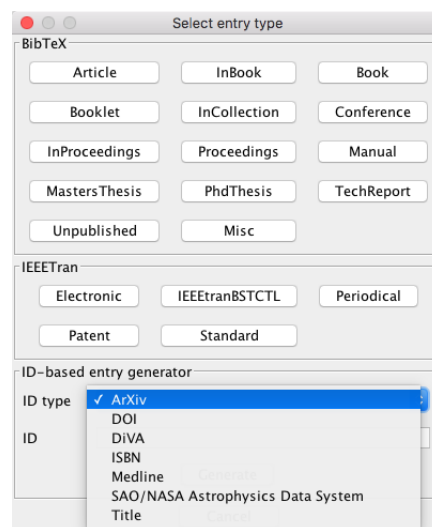 Select entry type
BibTeX
Article InBook Book
Booklet InCollection Conference
InProceedings Proceedings Manual
MastersThesis PhdThesis TechReport
Unpublished Misc
IEEETran
Electronic IEEEtranBSTCTL Periodical
Patent Standard
ID-based entry generator
ID type ✓ ArXiv
DOI
ID DiVA
ISBN
Medline
Generate
SAO/NASA Astrophysics Data System
Title
Cancel